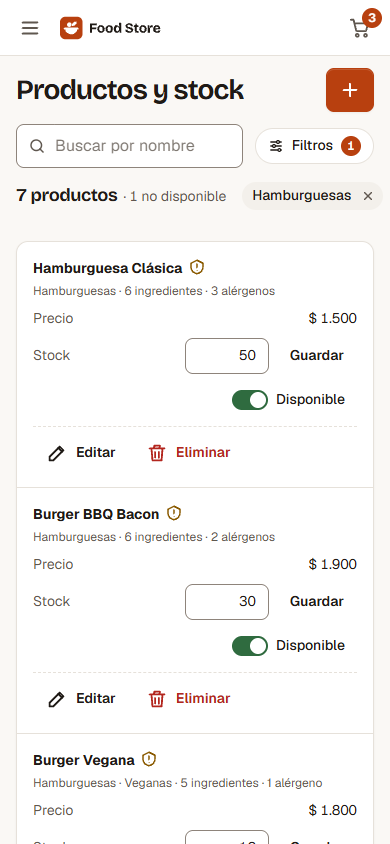 Food Store
3
Productos y stock
Buscar por nombre
Filtros 1
7 productos · 1 no disponible
Hamburguesas
Hamburguesa Clásica
Hamburguesas · 6 ingredientes · 3 alérgenos
Precio $ 1.500
Stock 50 Guardar
Disponible
Editar Eliminar
Burger BBQ Bacon
Hamburguesas · 6 ingredientes · 2 alérgenos
Precio $ 1.900
Stock 30 Guardar
Disponible
Editar Eliminar
Burger Vegana
Hamburguesas · Veganas · 5 ingredientes · 1 alérgeno
Precio $ 1.800